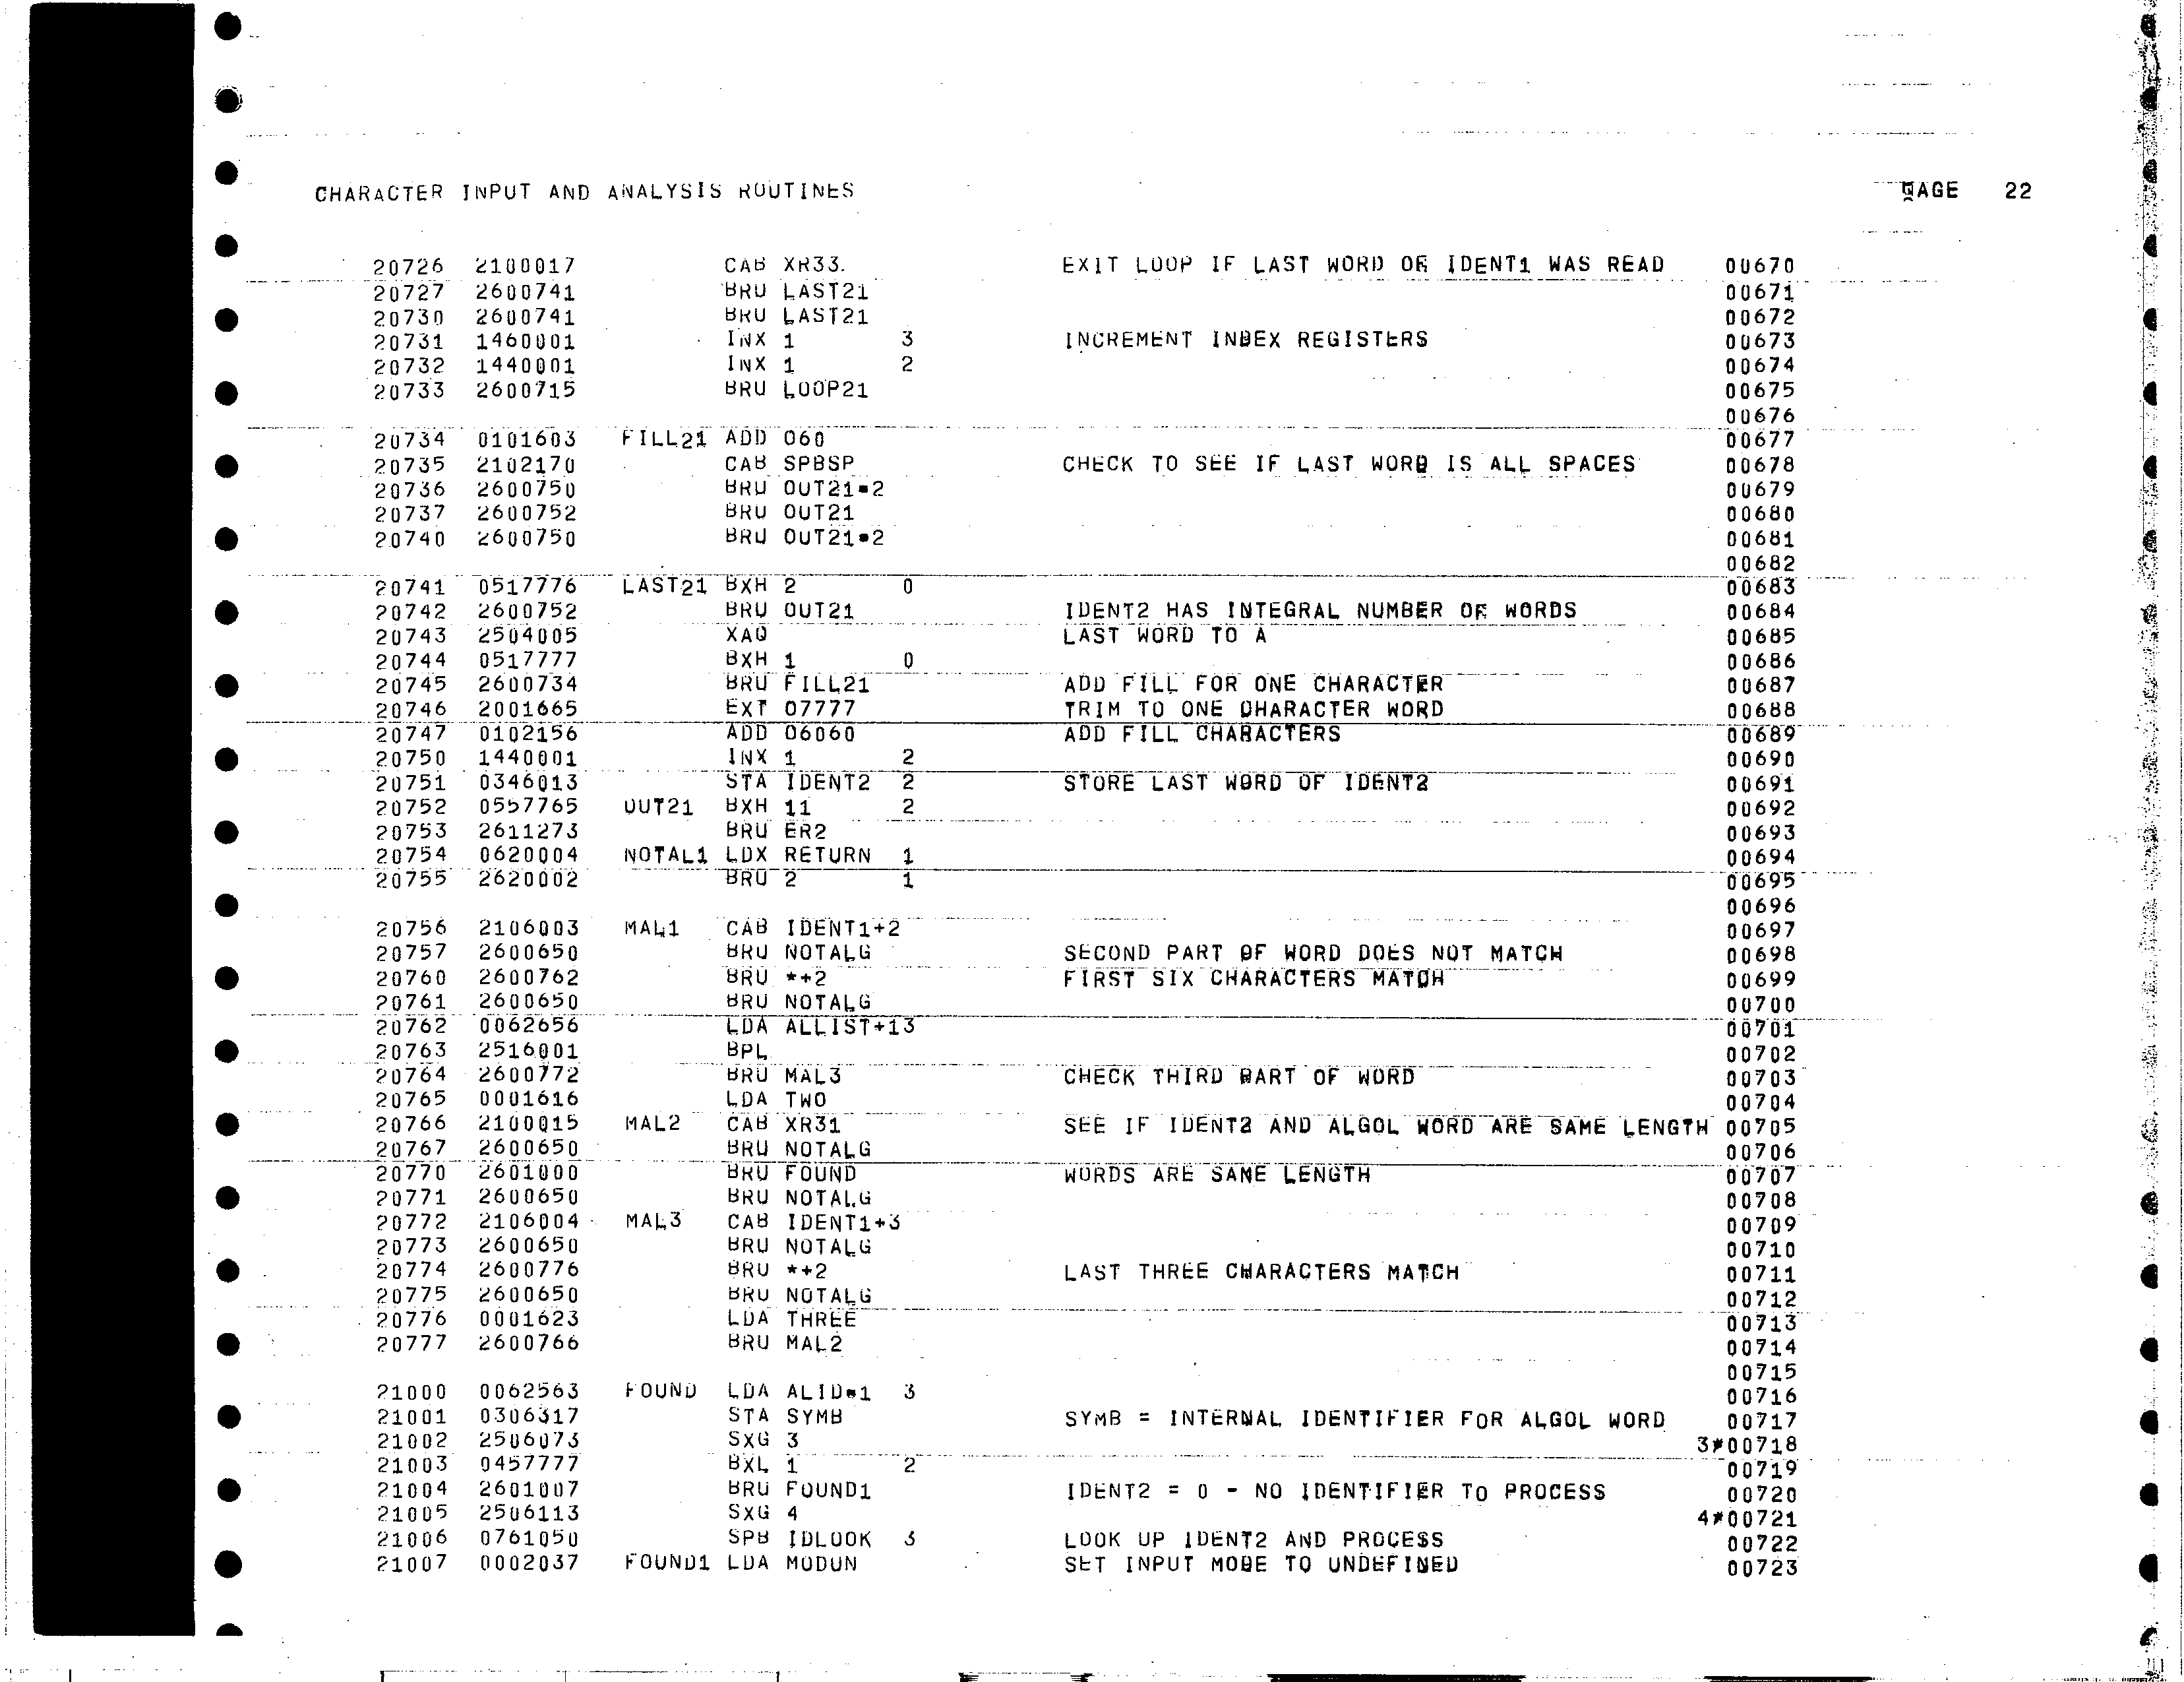 CHARACTER INPUT AND ANALYSIS ROUTINES PAGE 22
20726 2100017 CAB XR33. EXIT LOOP IF LAST WORD OF IDENT1 WAS READ 00670
20727 2600741 BRU LAST21 00671
20730 2600741 BRU LAST21 00672
20731 1460001 INX 1 3 INCREMENT INDEX REGISTERS 00673
20732 1440001 INX 1 2 00674
20733 2600715 BRU LOOP21 00675
00676
20734 0101603 FILL21 ADD O60 00677
20735 2102170 CAB SPBSP CHECK TO SEE IF LAST WORD IS ALL SPACES 00678
20736 2600750 BRU OUT21-2 00679
20737 2600752 BRU OUT21 00680
20740 2600750 BRU OUT21-2 00681
00682
20741 0517776 LAST21 BXH 2 0 00683
20742 2600752 BRU OUT21 IDENT2 HAS INTEGRAL NUMBER OF WORDS 00684
20743 2504005 XAQ LAST WORD TO A 00685
20744 0517777 BXH 1 0 00686
20745 2600734 BRU FILL21 ADD FILL FOR ONE CHARACTER 00687
20746 2001665 EXT O7777 TRIM TO ONE CHARACTER WORD 00688
20747 0102156 ADD O6060 ADD FILL CHARACTERS 00689
20750 1440001 INX 1 2 00690
20751 0346013 STA IDENT2 2 STORE LAST WORD OF IDENT2 00691
20752 0557765 OUT21 BXH 11 2 00692
20753 2611273 BRU ER2 00693
20754 0620004 NOTAL1 LDX RETURN 1 00694
20755 2620002 BRU 2 1 00695
00696
20756 2106003 MAL1 CAB IDENT1+2 00697
20757 2600650 BRU NOTALG SECOND PART OF WORD DOES NOT MATCH 00698
20760 2600762 BRU *+2 FIRST SIX CHARACTERS MATCH 00699
20761 2600650 BRU NOTALG 00700
20762 0062656 LDA ALLIST+13 00701
20763 2516001 BPL 00702
20764 2600772 BRU MAL3 CHECK THIRD PART OF WORD 00703
20765 0001616 LDA TWO 00704
20766 2100015 MAL2 CAB XR31 SEE IF IDENT2 AND ALGOL WORD ARE SAME LENGTH 00705
20767 2600650 BRU NOTALG 00706
20770 2601000 BRU FOUND WORDS ARE SAME LENGTH 00707
20771 2600650 BRU NOTALG 00708
20772 2106004 MAL3 CAB IDENT1+3 00709
20773 2600650 BRU NOTALG 00710
20774 2600776 BRU *+2 LAST THREE CHARACTERS MATCH 00711
20775 2600650 BRU NOTALG 00712
20776 0001623 LDA THREE 00713
20777 2600766 BRU MAL2 00714
00715
21000 0062563 FOUND LDA ALID-1 3 00716
21001 0306317 STA SYMB SYMB = INTERNAL IDENTIFIER FOR ALGOL WORD 00717
21002 2506073 SXG 3 3*00718
21003 0457777 BXL 1 2 00719
21004 2601007 BRU FOUND1 IDENT2 = 0 - NO IDENTIFIER TO PROCESS 00720
21005 2506113 SXG 4 4*00721
21006 0761050 SPB IDLOOK 3 LOOK UP IDENT2 AND PROCESS 00722
21007 0002037 FOUND1 LDA MODUN SET INPUT MODE TO UNDEFINED 00723